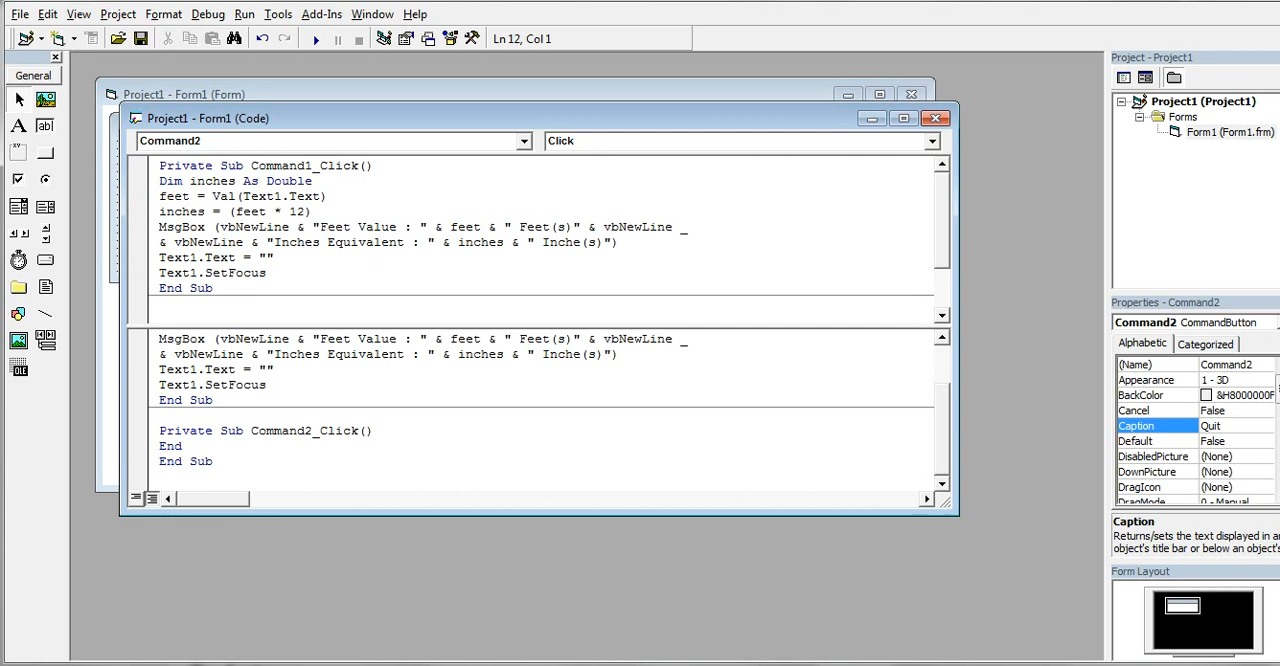 File Edit View Project Format Debug Run Tools Add-Ins Window Help
Ln 12, Col 1
General
Project1 - Form1 (Form)
Project1 - Form1 (Code)
Command2 Click
Private Sub Command1_Click()
Dim inches As Double
feet = Val(Text1.Text)
inches = (feet * 12)
MsgBox (vbNewLine & "Feet Value : " & feet & " Feet(s)" & vbNewLine _
& vbNewLine & "Inches Equivalent : " & inches & " Inche(s)")
Text1.Text = ""
Text1.SetFocus
End Sub
MsgBox (vbNewLine & "Feet Value : " & feet & " Feet(s)" & vbNewLine _
& vbNewLine & "Inches Equivalent : " & inches & " Inche(s)")
Text1.Text = ""
Text1.SetFocus
End Sub
Private Sub Command2_Click()
End
End Sub
Project - Project1
Project1 (Project1)
Forms
Form1 (Form1.frm)
Properties - Command2
Command2 CommandButton
Alphabetic Categorized
(Name) Command2
Appearance 1 - 3D
BackColor &H8000000F
Cancel False
Caption Quit
Default False
DisabledPicture (None)
DownPicture (None)
DragIcon (None)
DragMode 0 - Manual
Caption
Returns/sets the text displayed in an
object's title bar or below an object's
Form Layout
OLE